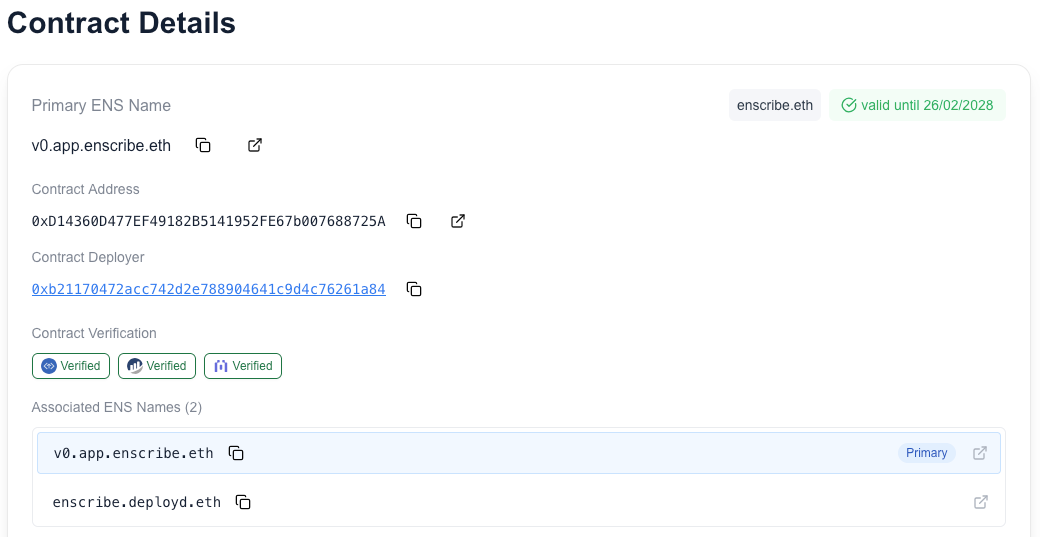 Contract Details
Primary ENS Name
enscribe.eth
valid until 26/02/2028
v0.app.enscribe.eth
Contract Address
0xD14360D477EF49182B5141952FE67b007688725A
Contract Deployer
0xb21170472acc742d2e788904641c9d4c76261a84
Contract Verification
Verified Verified Verified
Associated ENS Names (2)
v0.app.enscribe.eth Primary
enscribe.deployd.eth